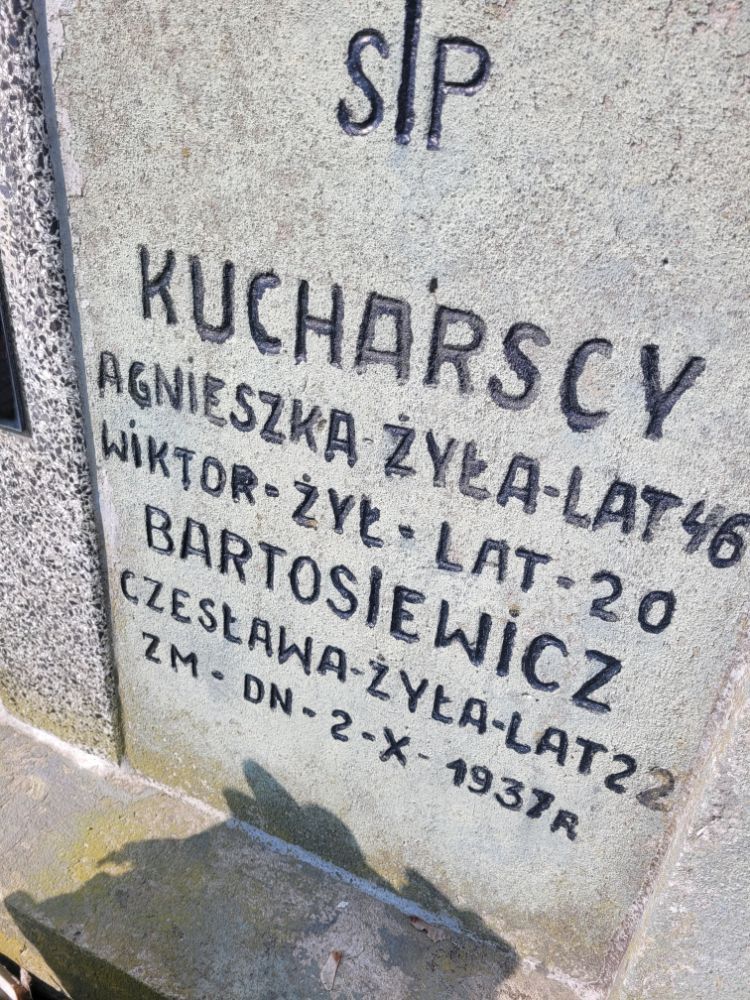 S P
KUCHARSCY
AGNIESZKA-ŻYŁA-LAT 46
WIKTOR-ŻYŁ-LAT-20
BARTOSIEWICZ
CZESŁAWA-ŻYŁA-LAT 22
ZM-DN-2-X-1937R